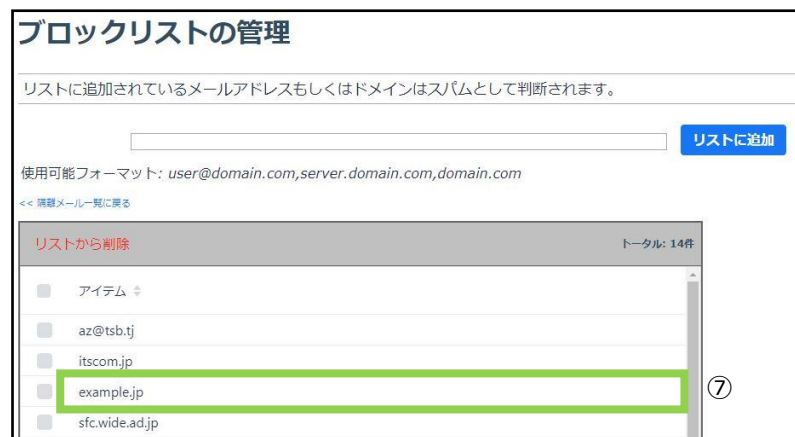 ブロックリストの管理
リストに追加されているメールアドレスもしくはドメインはスパムとして判断されます。
リストに追加
使用可能フォーマット: user@domain.com,server.domain.com,domain.com
<< 隔離メール一覧に戻る
リストから削除 トータル: 14件
アイテム
az@tsb.tj
itscom.jp
example.jp ⑦
sfc.wide.ad.jp